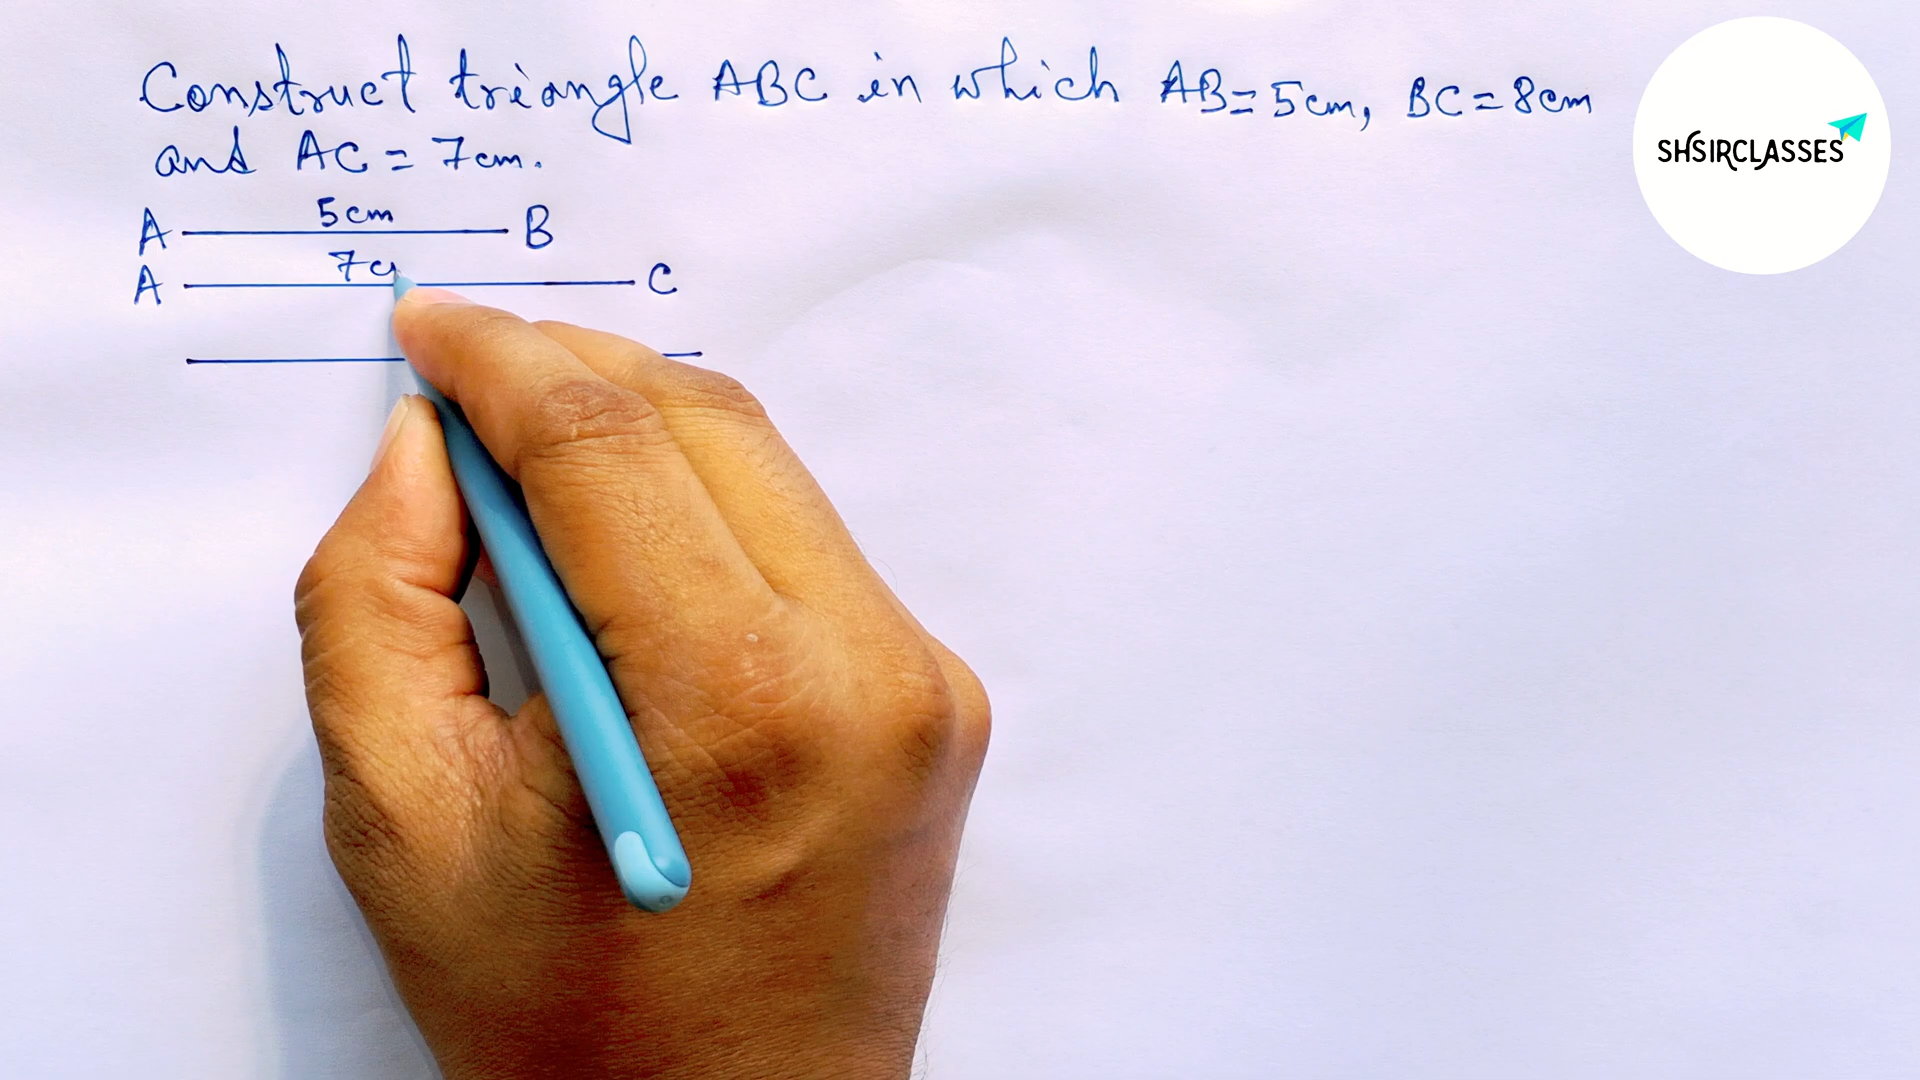 Construct triangle ABC in which AB = 5cm, BC = 8cm
and AC = 7cm.
5cm
A B
7c
A C
SHSIRCLASSES